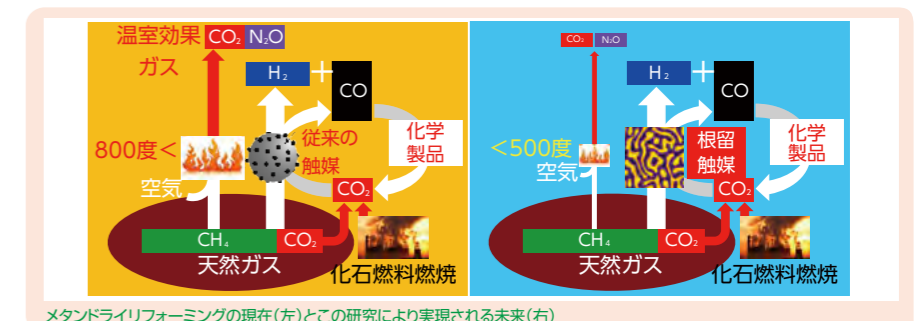 温室効果 CO₂ N₂O
ガス
H₂ + CO
800度<
従来の
触媒
化学
製品
空気
CO₂
CH₄ CO₂
天然ガス
化石燃料燃焼
CO₂ N₂O
H₂ + CO
<500度
根留
触媒
化学
製品
空気
CO₂
CH₄ CO₂
天然ガス
化石燃料燃焼
メタンドライリフォーミングの現在(左)とこの研究により実現される未来(右)